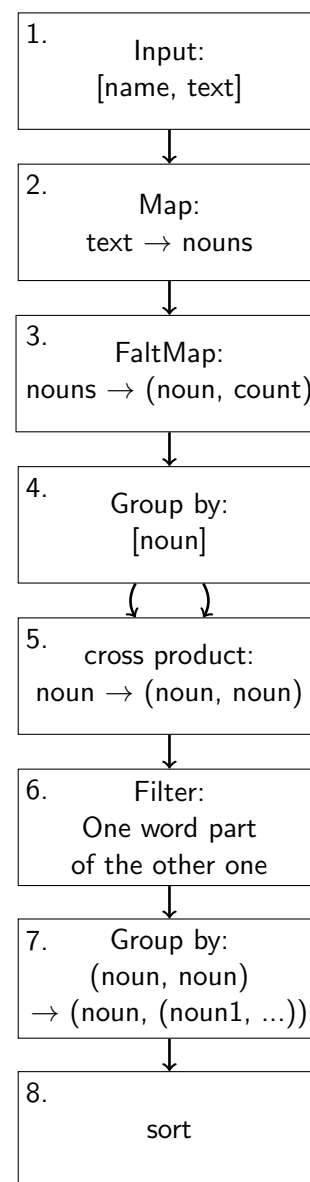 1.
Input:
[name, text]
2.
Map:
text → nouns
3.
FaltMap:
nouns → (noun, count)
4.
Group by:
[noun]
5.
cross product:
noun → (noun, noun)
6.
Filter:
One word part
of the other one
7.
Group by:
(noun, noun)
→ (noun, (noun1, ...))
8.
sort